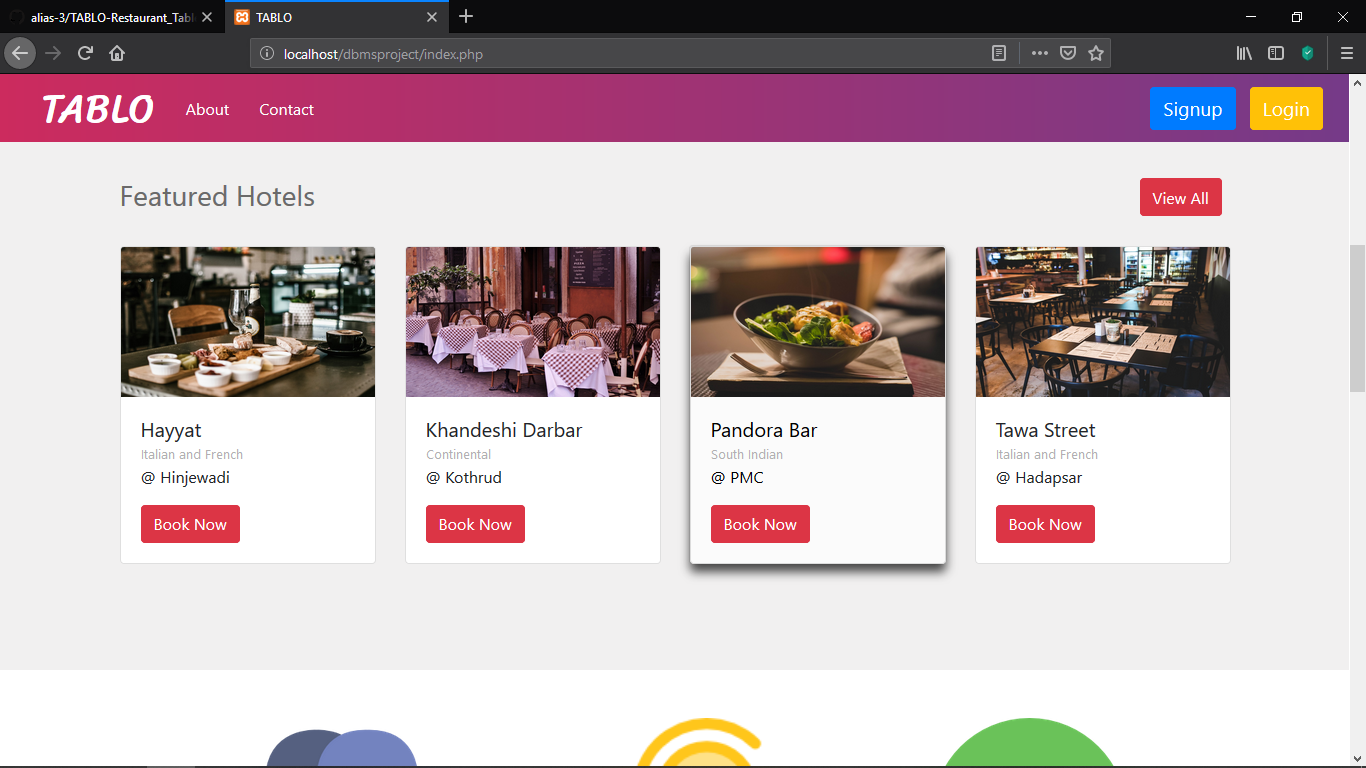 alias-3/TABLO-Restaurant_Tabl
TABLO
localhost/dbmsproject/index.php
TABLO
About
Contact
Signup
Login
Featured Hotels
View All
Hayyat
Italian and French
@ Hinjewadi
Book Now
Khandeshi Darbar
Continental
@ Kothrud
Book Now
Pandora Bar
South Indian
@ PMC
Book Now
Tawa Street
Italian and French
@ Hadapsar
Book Now